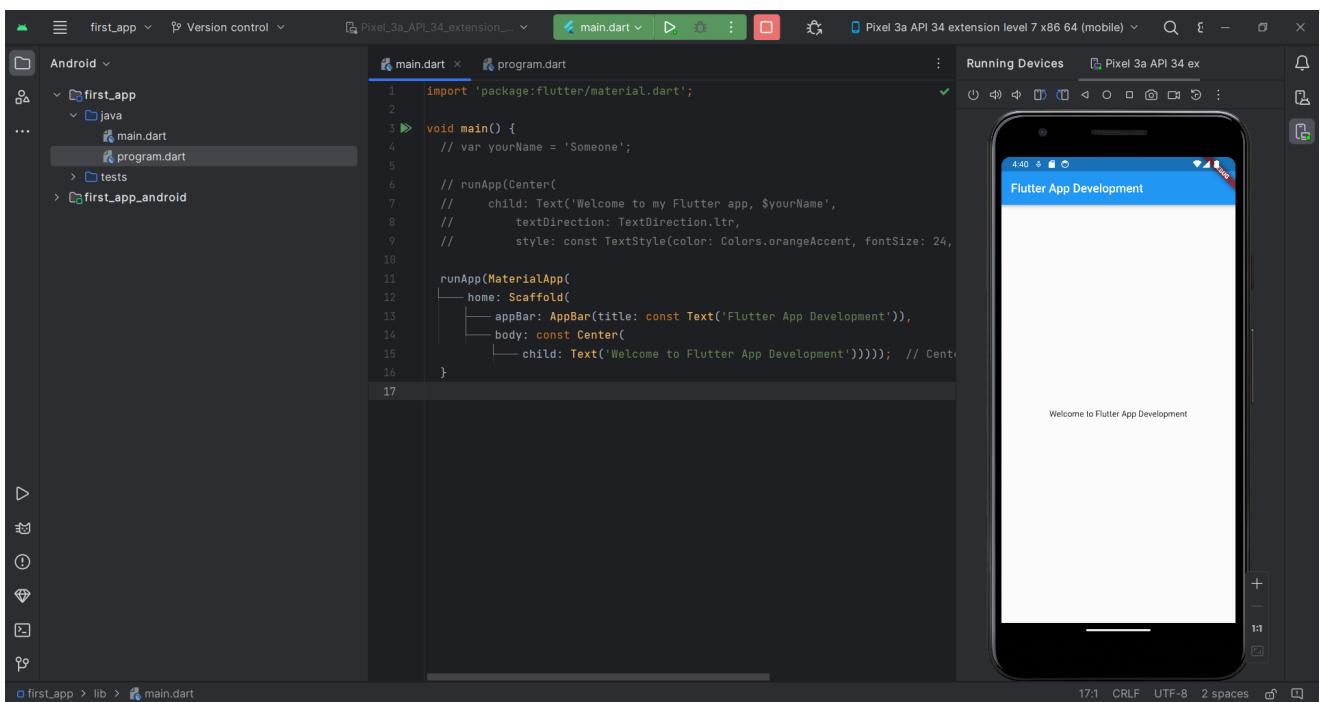 first_app
Version control
Pixel_3a_API_34_extension_...
main.dart
Pixel 3a API 34 extension level 7 x86 64 (mobile)
Android
first_app
java
main.dart
program.dart
tests
first_app_android
main.dart
program.dart
1 import 'package:flutter/material.dart';
2
3 void main() {
4 // var yourName = 'Someone';
5
6 // runApp(Center(
7 // child: Text('Welcome to my Flutter app, $yourName',
8 // textDirection: TextDirection.ltr,
9 // style: const TextStyle(color: Colors.orangeAccent, fontSize: 24,
10
11 runApp(MaterialApp(
12 home: Scaffold(
13 appBar: AppBar(title: const Text('Flutter App Development')),
14 body: const Center(
15 child: Text('Welcome to Flutter App Development'))))); // Cent
16 }
17
Running Devices
Pixel 3a API 34 ex
4:40
Flutter App Development
Welcome to Flutter App Development
1:1
first_app > lib > main.dart
17:1 CRLF UTF-8 2 spaces